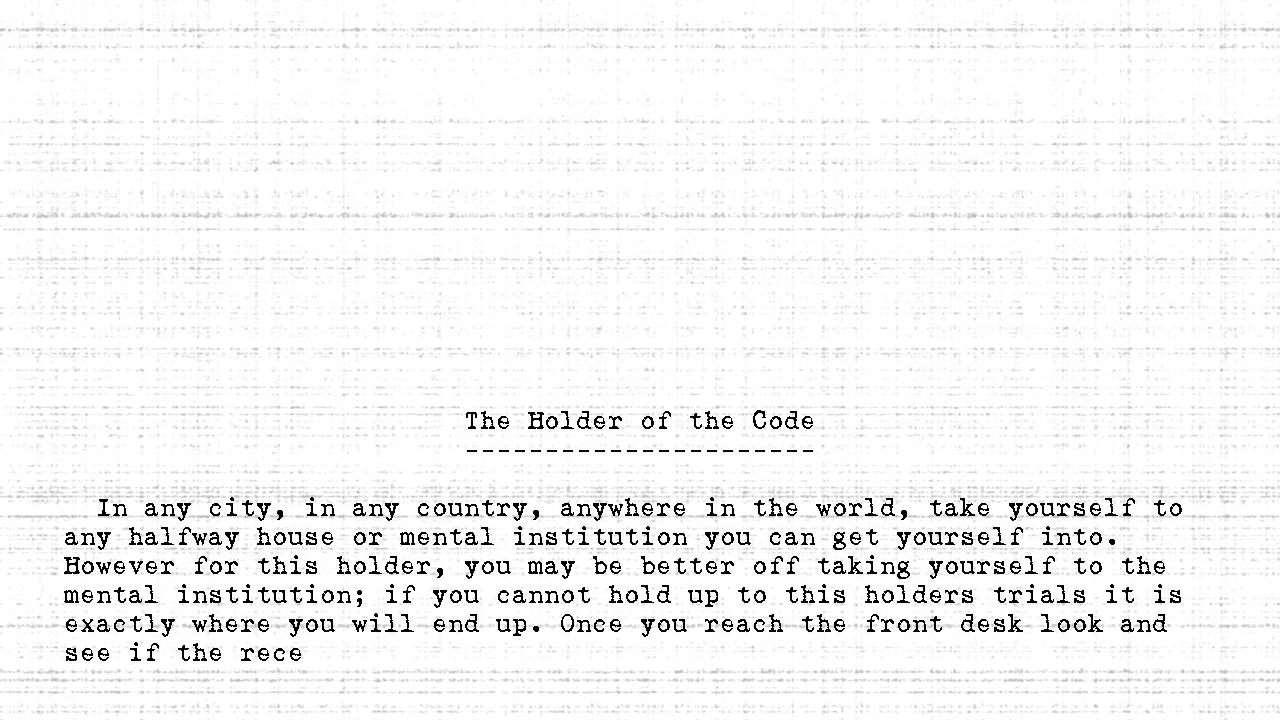 The Holder of the Code
----------------------
In any city, in any country, anywhere in the world, take yourself to
any halfway house or mental institution you can get yourself into.
However for this holder, you may be better off taking yourself to the
mental institution; if you cannot hold up to this holders trials it is
exactly where you will end up. Once you reach the front desk look and
see if the rece